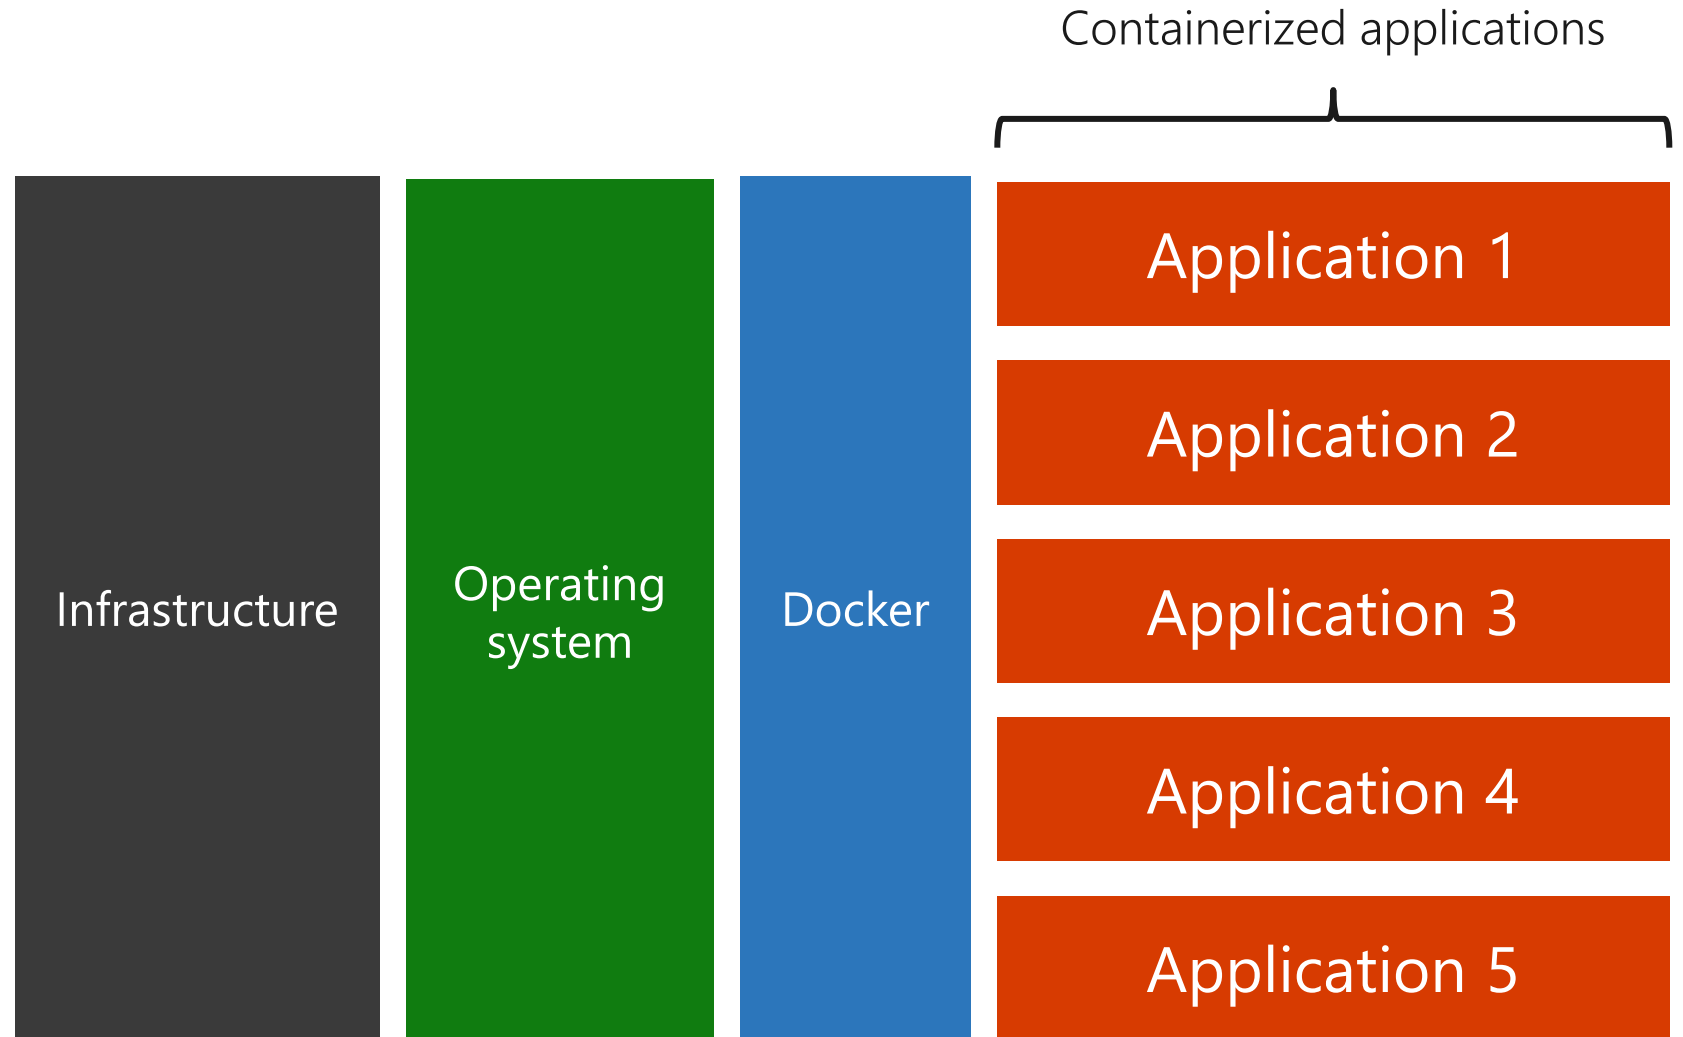 Containerized applications
Infrastructure
Operating
system
Docker
Application 1
Application 2
Application 3
Application 4
Application 5